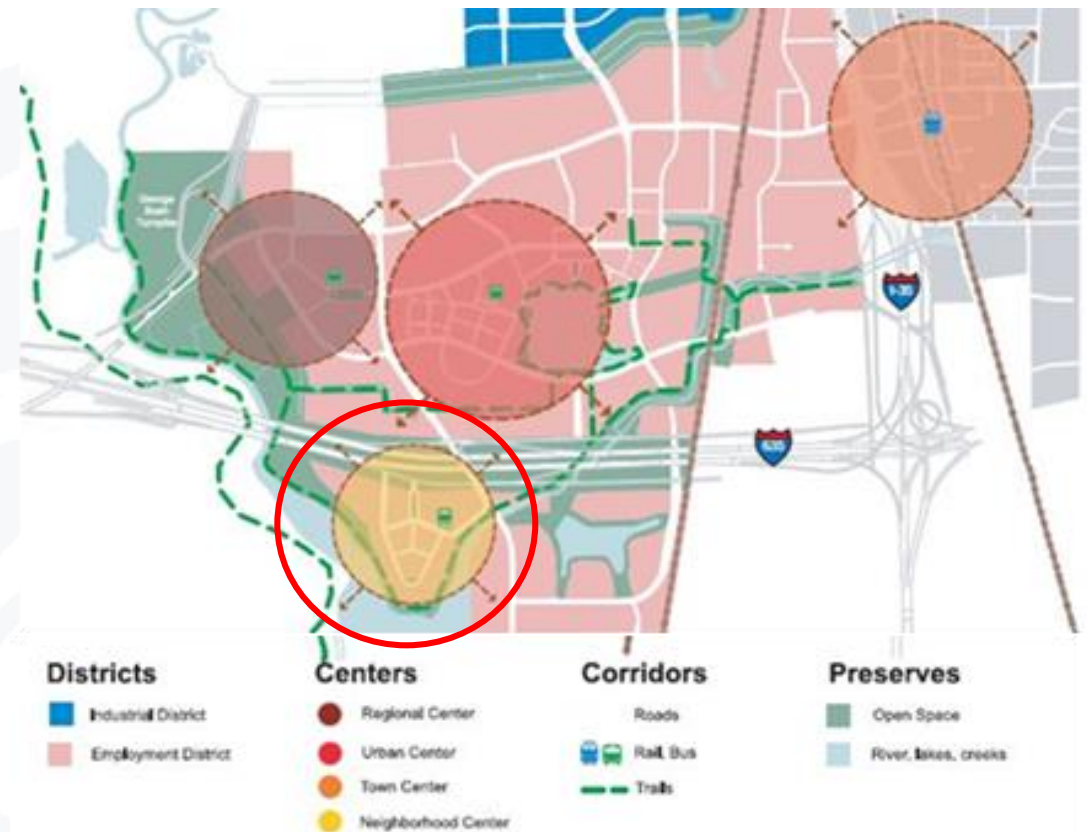 I-35
Districts
Industrial District
Employment District
Centers
Regional Center
Urban Center
Town Center
Neighborhood Center
Corridors
Roads
Rail, Bus
Trails
Preserves
Open Space
River, lakes, creeks